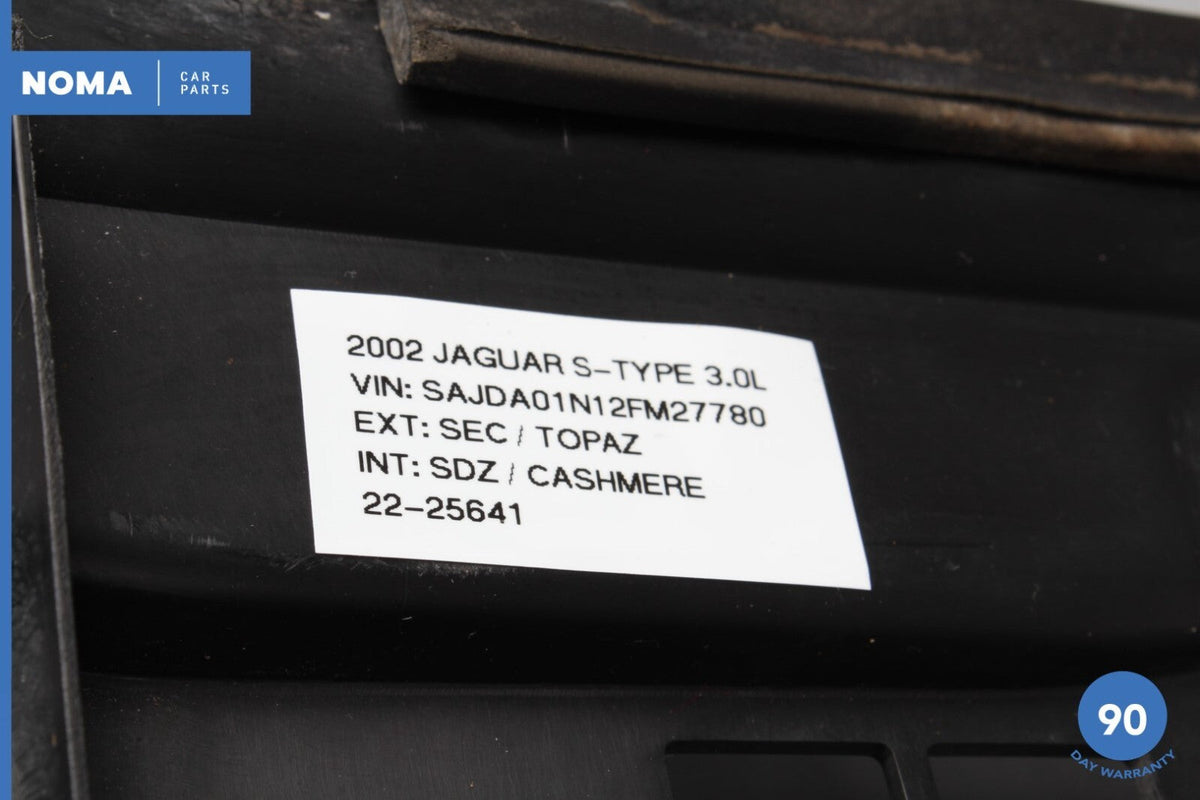 NOMA
CAR
PARTS
2002 JAGUAR S-TYPE 3.0L
VIN: SAJDA01N12FM27780
EXT: SEC / TOPAZ
INT: SDZ / CASHMERE
22-25641
90
DAY WARRANTY